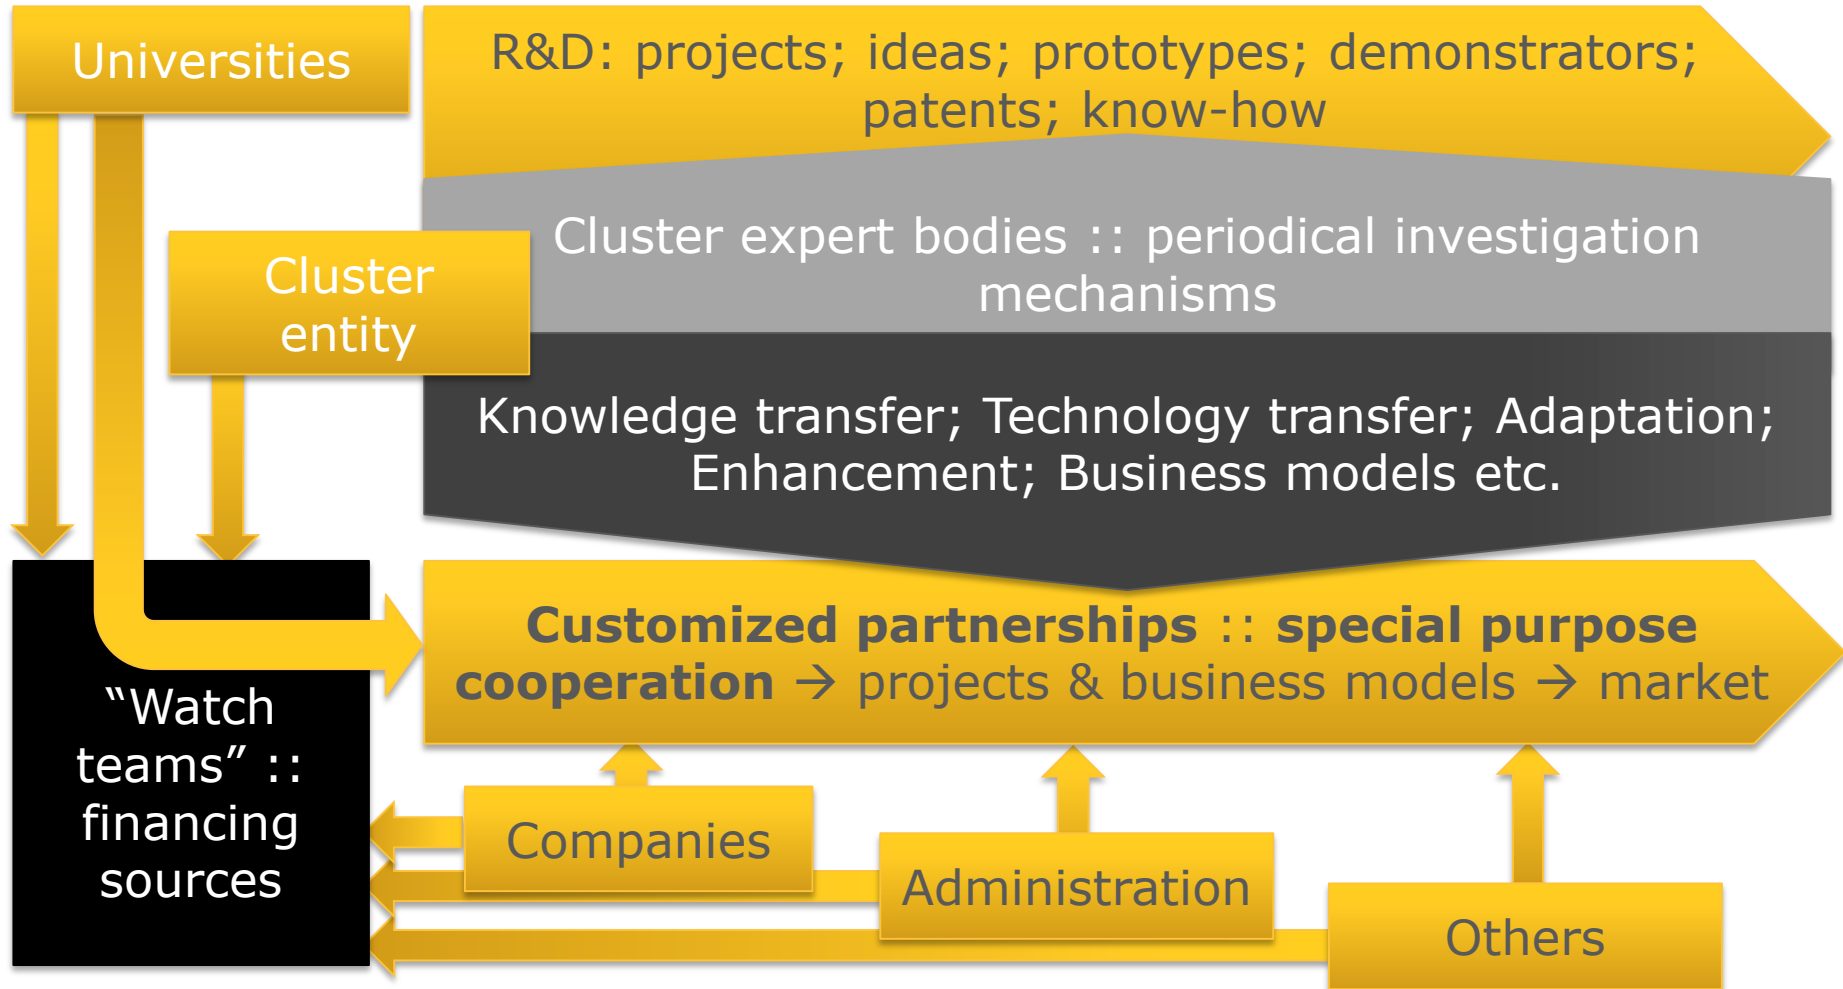 Universities
R&D: projects; ideas; prototypes; demonstrators;
patents; know-how
Cluster expert bodies :: periodical investigation
mechanisms
Cluster
entity
Knowledge transfer; Technology transfer; Adaptation;
Enhancement; Business models etc.
Customized partnerships :: special purpose
cooperation → projects & business models → market
“Watch
teams” ::
financing
sources
Companies
Administration
Others